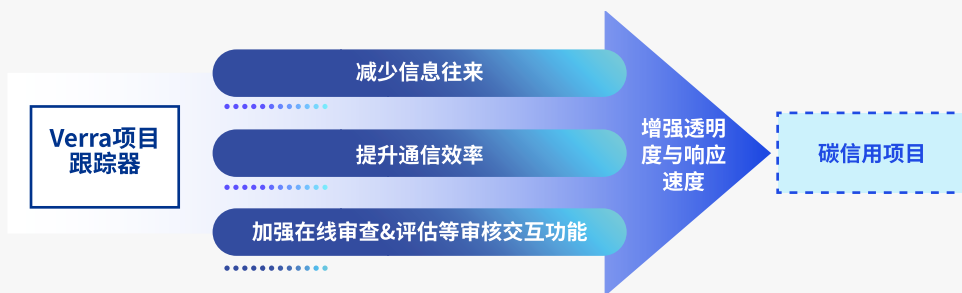 Verra项目
跟踪器
减少信息往来
提升通信效率
加强在线审查&评估等审核交互功能
增强透明
度与响应
速度
碳信用项目